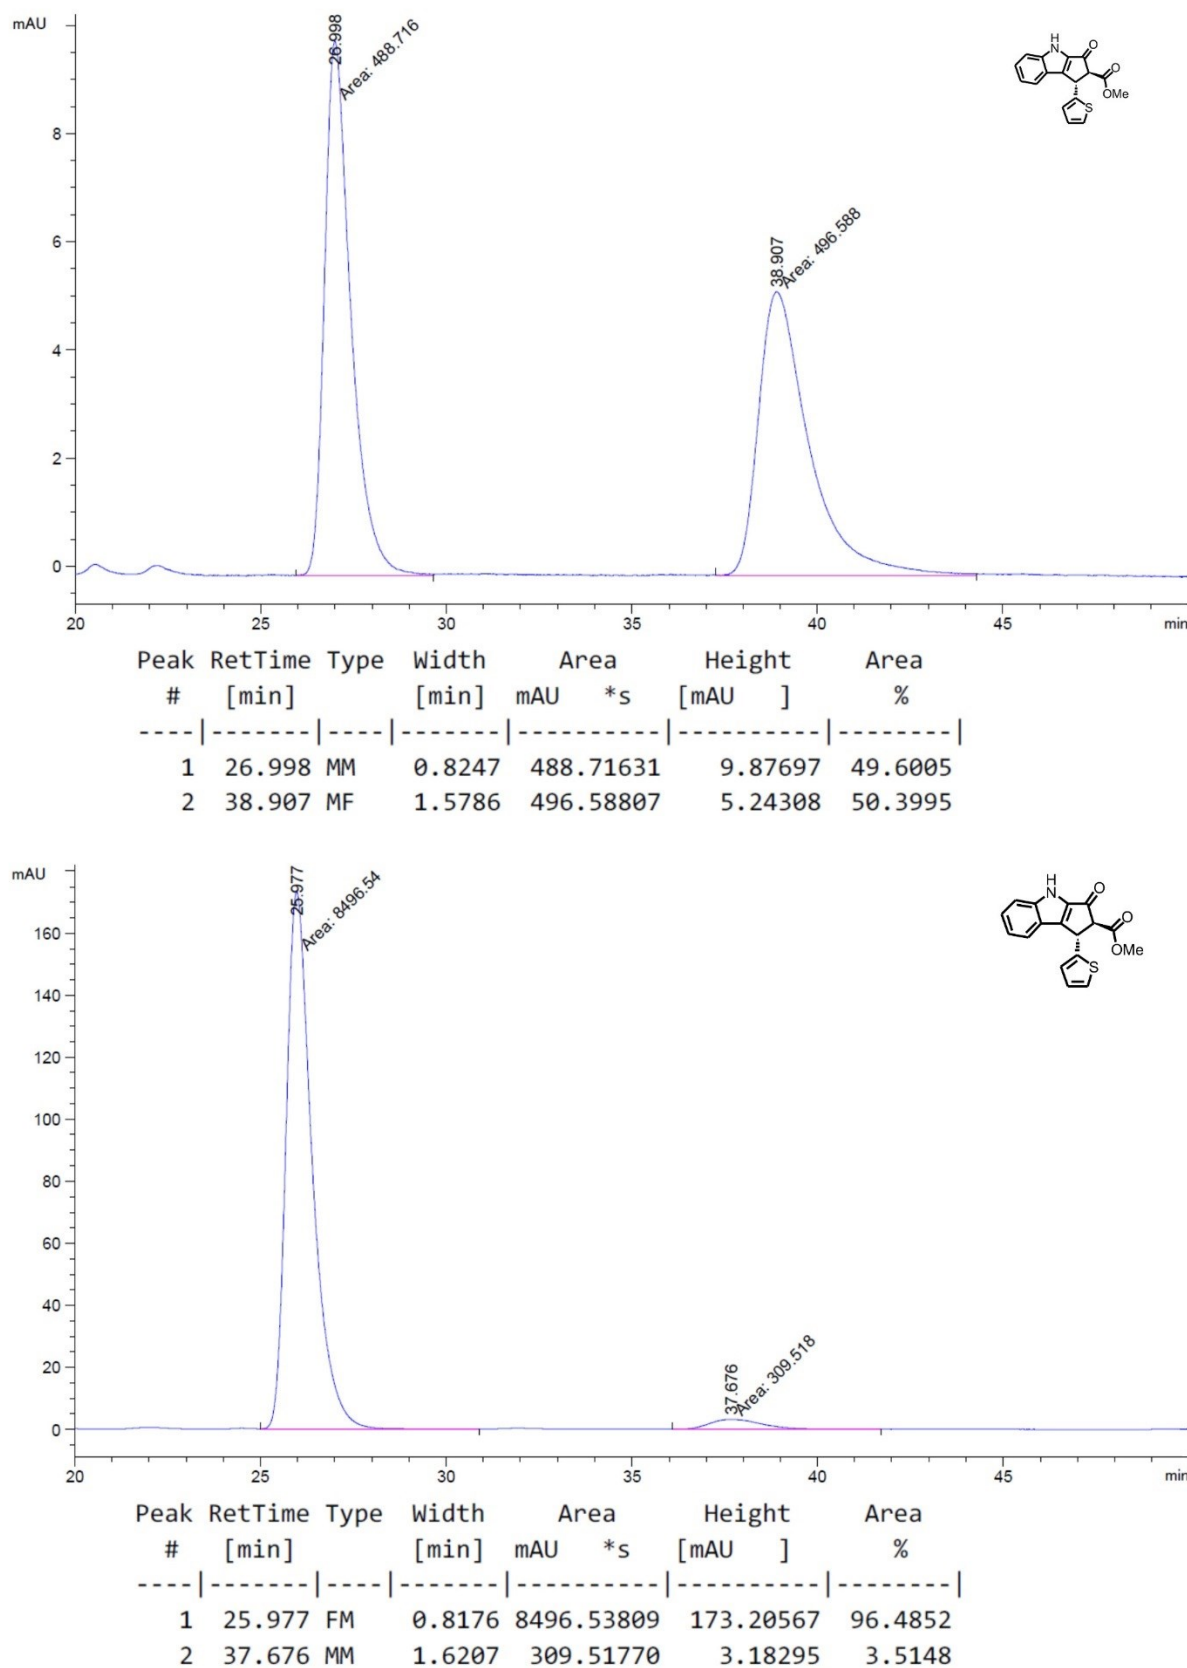 mAU
26.998
Area: 488.716
38.907
Area: 496.588
H
N
O
O
OMe
S
8
6
4
2
0
20 25 30 35 40 45 min
Peak RetTime Type Width Area Height Area
# [min] [min] mAU *s [mAU ] %
----|-------|----|-------|----------|----------|--------|
1 26.998 MM 0.8247 488.71631 9.87697 49.6005
2 38.907 MF 1.5786 496.58807 5.24308 50.3995
mAU
25.977
Area: 8496.54
37.676
Area: 309.518
H
N
O
O
OMe
S
160
140
120
100
80
60
40
20
0
20 25 30 35 40 45 min
Peak RetTime Type Width Area Height Area
# [min] [min] mAU *s [mAU ] %
----|-------|----|-------|----------|----------|--------|
1 25.977 FM 0.8176 8496.53809 173.20567 96.4852
2 37.676 MM 1.6207 309.51770 3.18295 3.5148